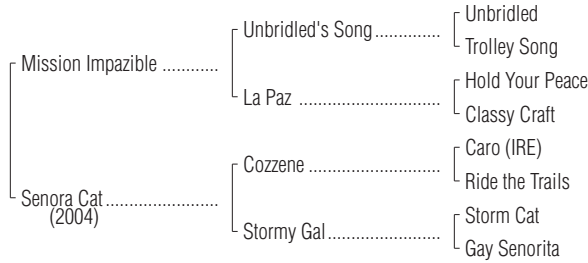 Unbridled
Unbridled's Song..............
Trolley Song
Mission Impazible ............
Hold Your Peace
La Paz ..............................
Classy Craft
Caro (IRE)
Cozzene ............................
Ride the Trails
Senora Cat........................
(2004)
Storm Cat
Stormy Gal........................
Gay Senorita